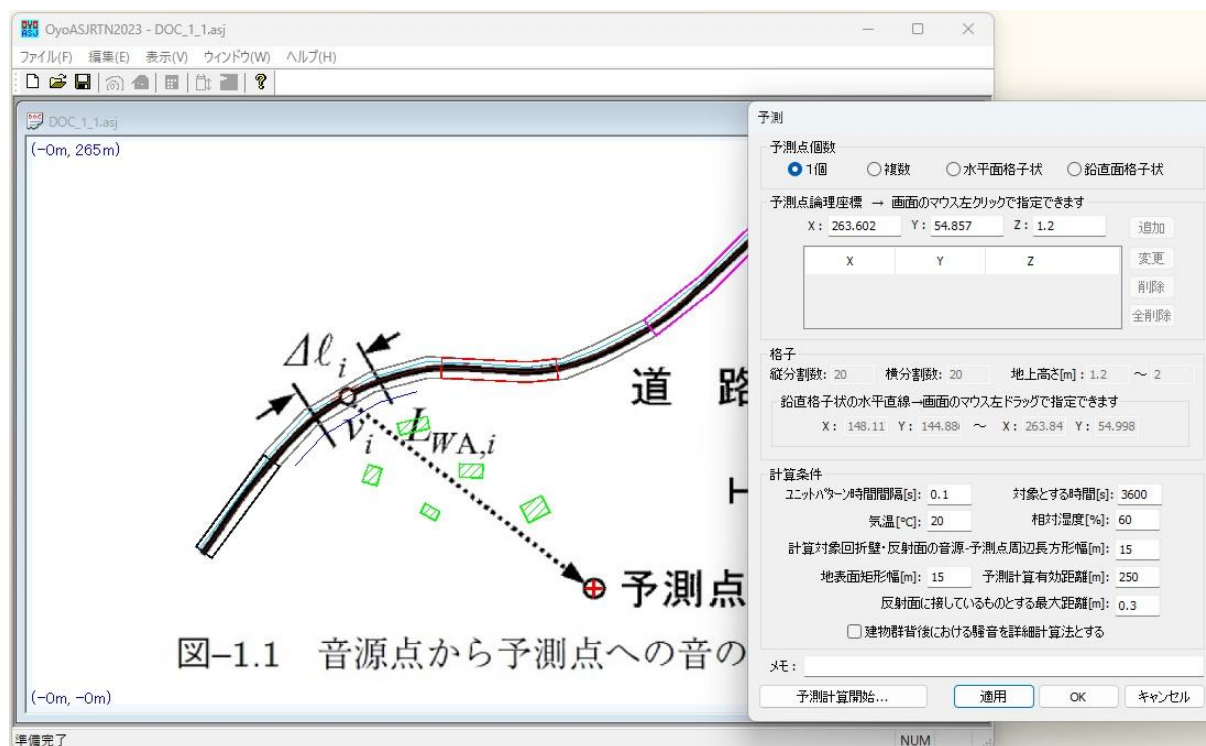 OyoASJRTN2023 - DOC_1_1.asj
ファイル(F) 編集(E) 表示(V) ウィンドウ(W) ヘルプ(H)
DOC_1_1.asj
(-0m, 265m)
Δℓi
νi
LWA,i
道 路
予測点
図-1.1 音源点から予測点への音の
(-0m, -0m)
準備完了
NUM
予測
予測点個数
1個 複数 水平面格子状 鉛直面格子状
予測点論理座標 → 画面のマウス左クリックで指定できます
X: 263.602 Y: 54.857 Z: 1.2 追加
X Y Z
変更
削除
全削除
格子
縦分割数: 20 横分割数: 20 地上高さ[m]: 1.2 ~ 2
鉛直格子状の水平直線→画面のマウス左ドラッグで指定できます
X: 148.11 Y: 144.88 ~ X: 263.84 Y: 54.998
計算条件
ユニットパターン時間間隔[s]: 0.1 対象とする時間[s]: 3600
気温[℃]: 20 相対湿度[%]: 60
計算対象回折壁・反射面の音源-予測点周辺長方形幅[m]: 15
地表面矩形幅[m]: 15 予測計算有効距離[m]: 250
反射面に接しているものとする最大距離[m]: 0.3
建物群背後における騒音を詳細計算法とする
メモ:
予測計算開始... 適用 OK キャンセル